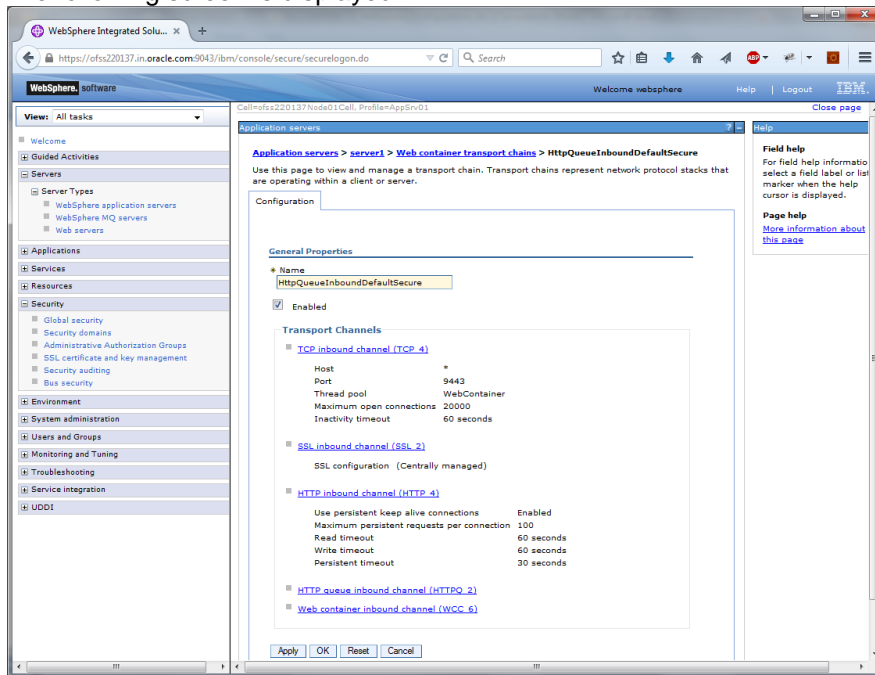 WebSphere Integrated Solu... × +
https://ofss220137.in.oracle.com:9043/ibm/console/secure/securelogon.do Search ABP
WebSphere. software Welcome websphere Help | Logout IBM.
Cell=ofss220137Node01Cell, Profile=AppSrv01 Close page
View: All tasks
Welcome
Guided Activities
Servers
Server Types
WebSphere application servers
WebSphere MQ servers
Web servers
Applications
Services
Resources
Security
Global security
Security domains
Administrative Authorization Groups
SSL certificate and key management
Security auditing
Bus security
Environment
System administration
Users and Groups
Monitoring and Tuning
Troubleshooting
Service integration
UDDI
Application servers ? -
Application servers > server1 > Web container transport chains > HttpQueueInboundDefaultSecure
Use this page to view and manage a transport chain. Transport chains represent network protocol stacks that
are operating within a client or server.
Configuration
General Properties
* Name
HttpQueueInboundDefaultSecure
Enabled
Transport Channels
TCP inbound channel (TCP 4)
Host *
Port 9443
Thread pool WebContainer
Maximum open connections 20000
Inactivity timeout 60 seconds
SSL inbound channel (SSL 2)
SSL configuration (Centrally managed)
HTTP inbound channel (HTTP 4)
Use persistent keep alive connections Enabled
Maximum persistent requests per connection 100
Read timeout 60 seconds
Write timeout 60 seconds
Persistent timeout 30 seconds
HTTP queue inbound channel (HTTPQ 2)
Web container inbound channel (WCC 6)
Apply OK Reset Cancel
Help
Field help
For field help informatio
select a field label or list
marker when the help
cursor is displayed.
Page help
More information about
this page